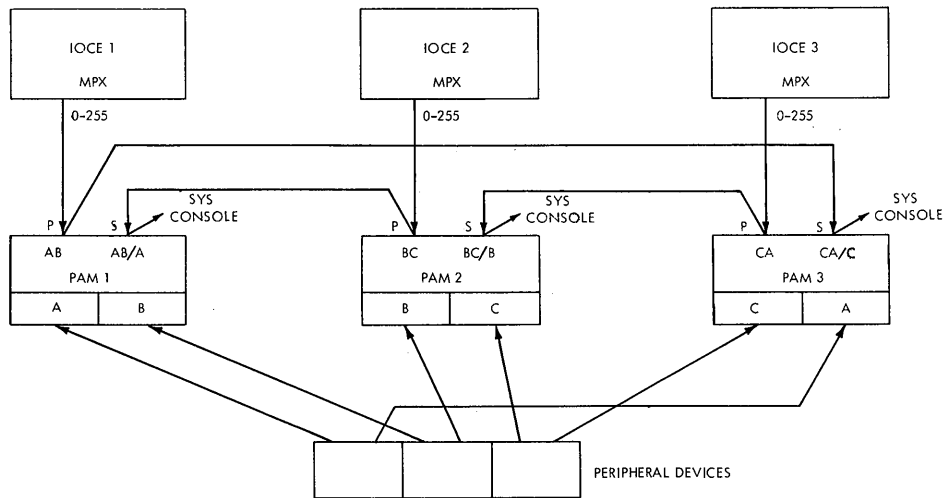 IOCE 1
MPX
IOCE 2
MPX
IOCE 3
MPX
0-255
0-255
0-255
SYS
CONSOLE
SYS
CONSOLE
SYS
CONSOLE
P
S
P
S
P
S
AB
AB/A
BC
BC/B
CA
CA/C
PAM 1
PAM 2
PAM 3
A
B
B
C
C
A
PERIPHERAL DEVICES